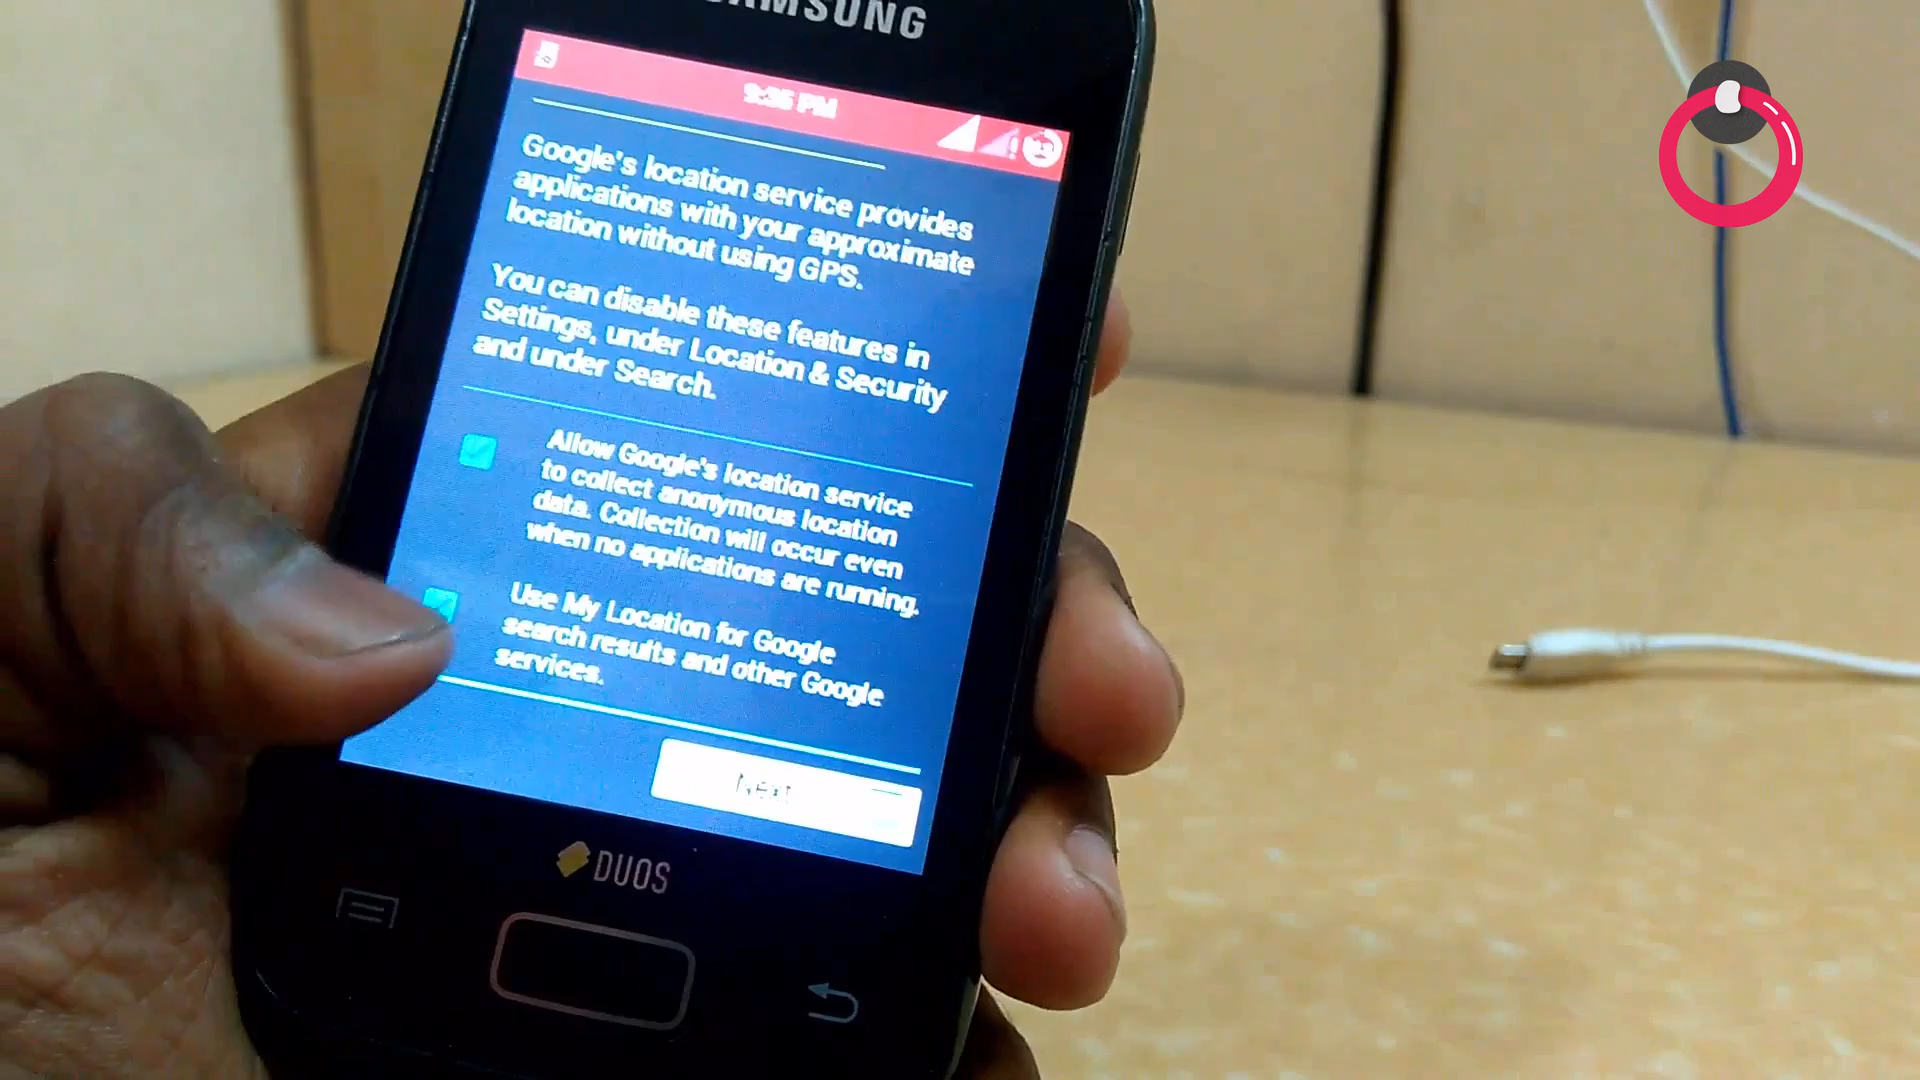 SAMSUNG
9:35 PM
Google's location service provides
applications with your approximate
location without using GPS.
You can disable these features in
Settings, under Location & Security
and under Search.
Allow Google's location service
to collect anonymous location
data. Collection will occur even
when no applications are running.
Use My Location for Google
search results and other Google
services.
Next
DUOS